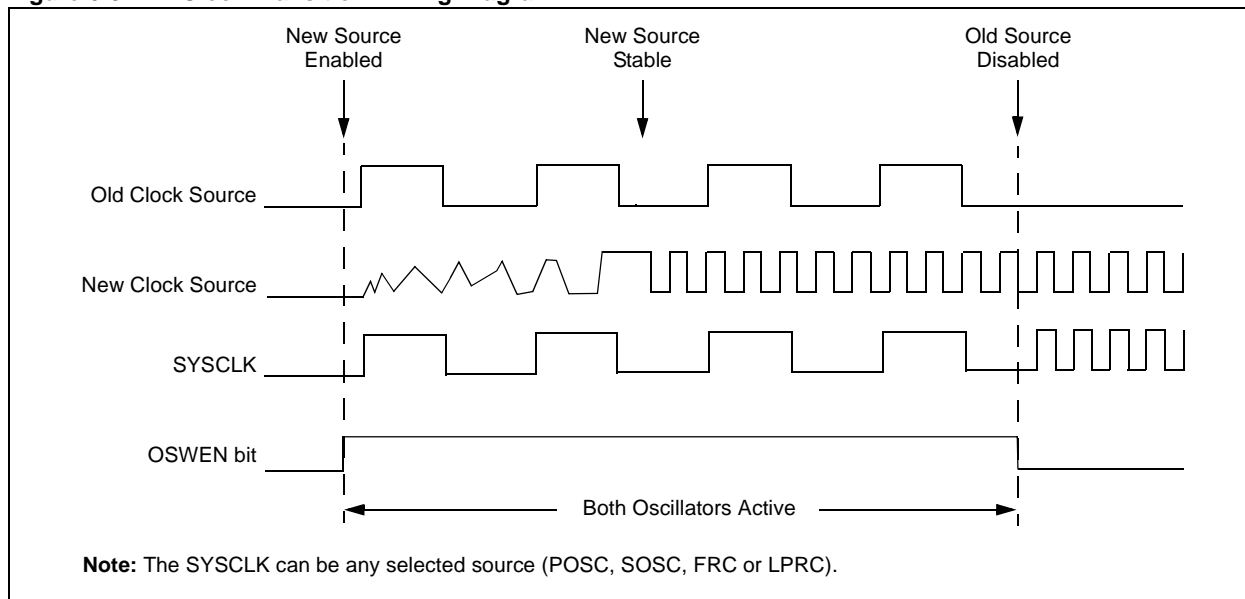 New Source
Enabled
New Source
Stable
Old Source
Disabled
Old Clock Source
New Clock Source
SYSCLK
OSWEN bit
Both Oscillators Active
Note: The SYSCLK can be any selected source (POSC, SOSC, FRC or LPRC).